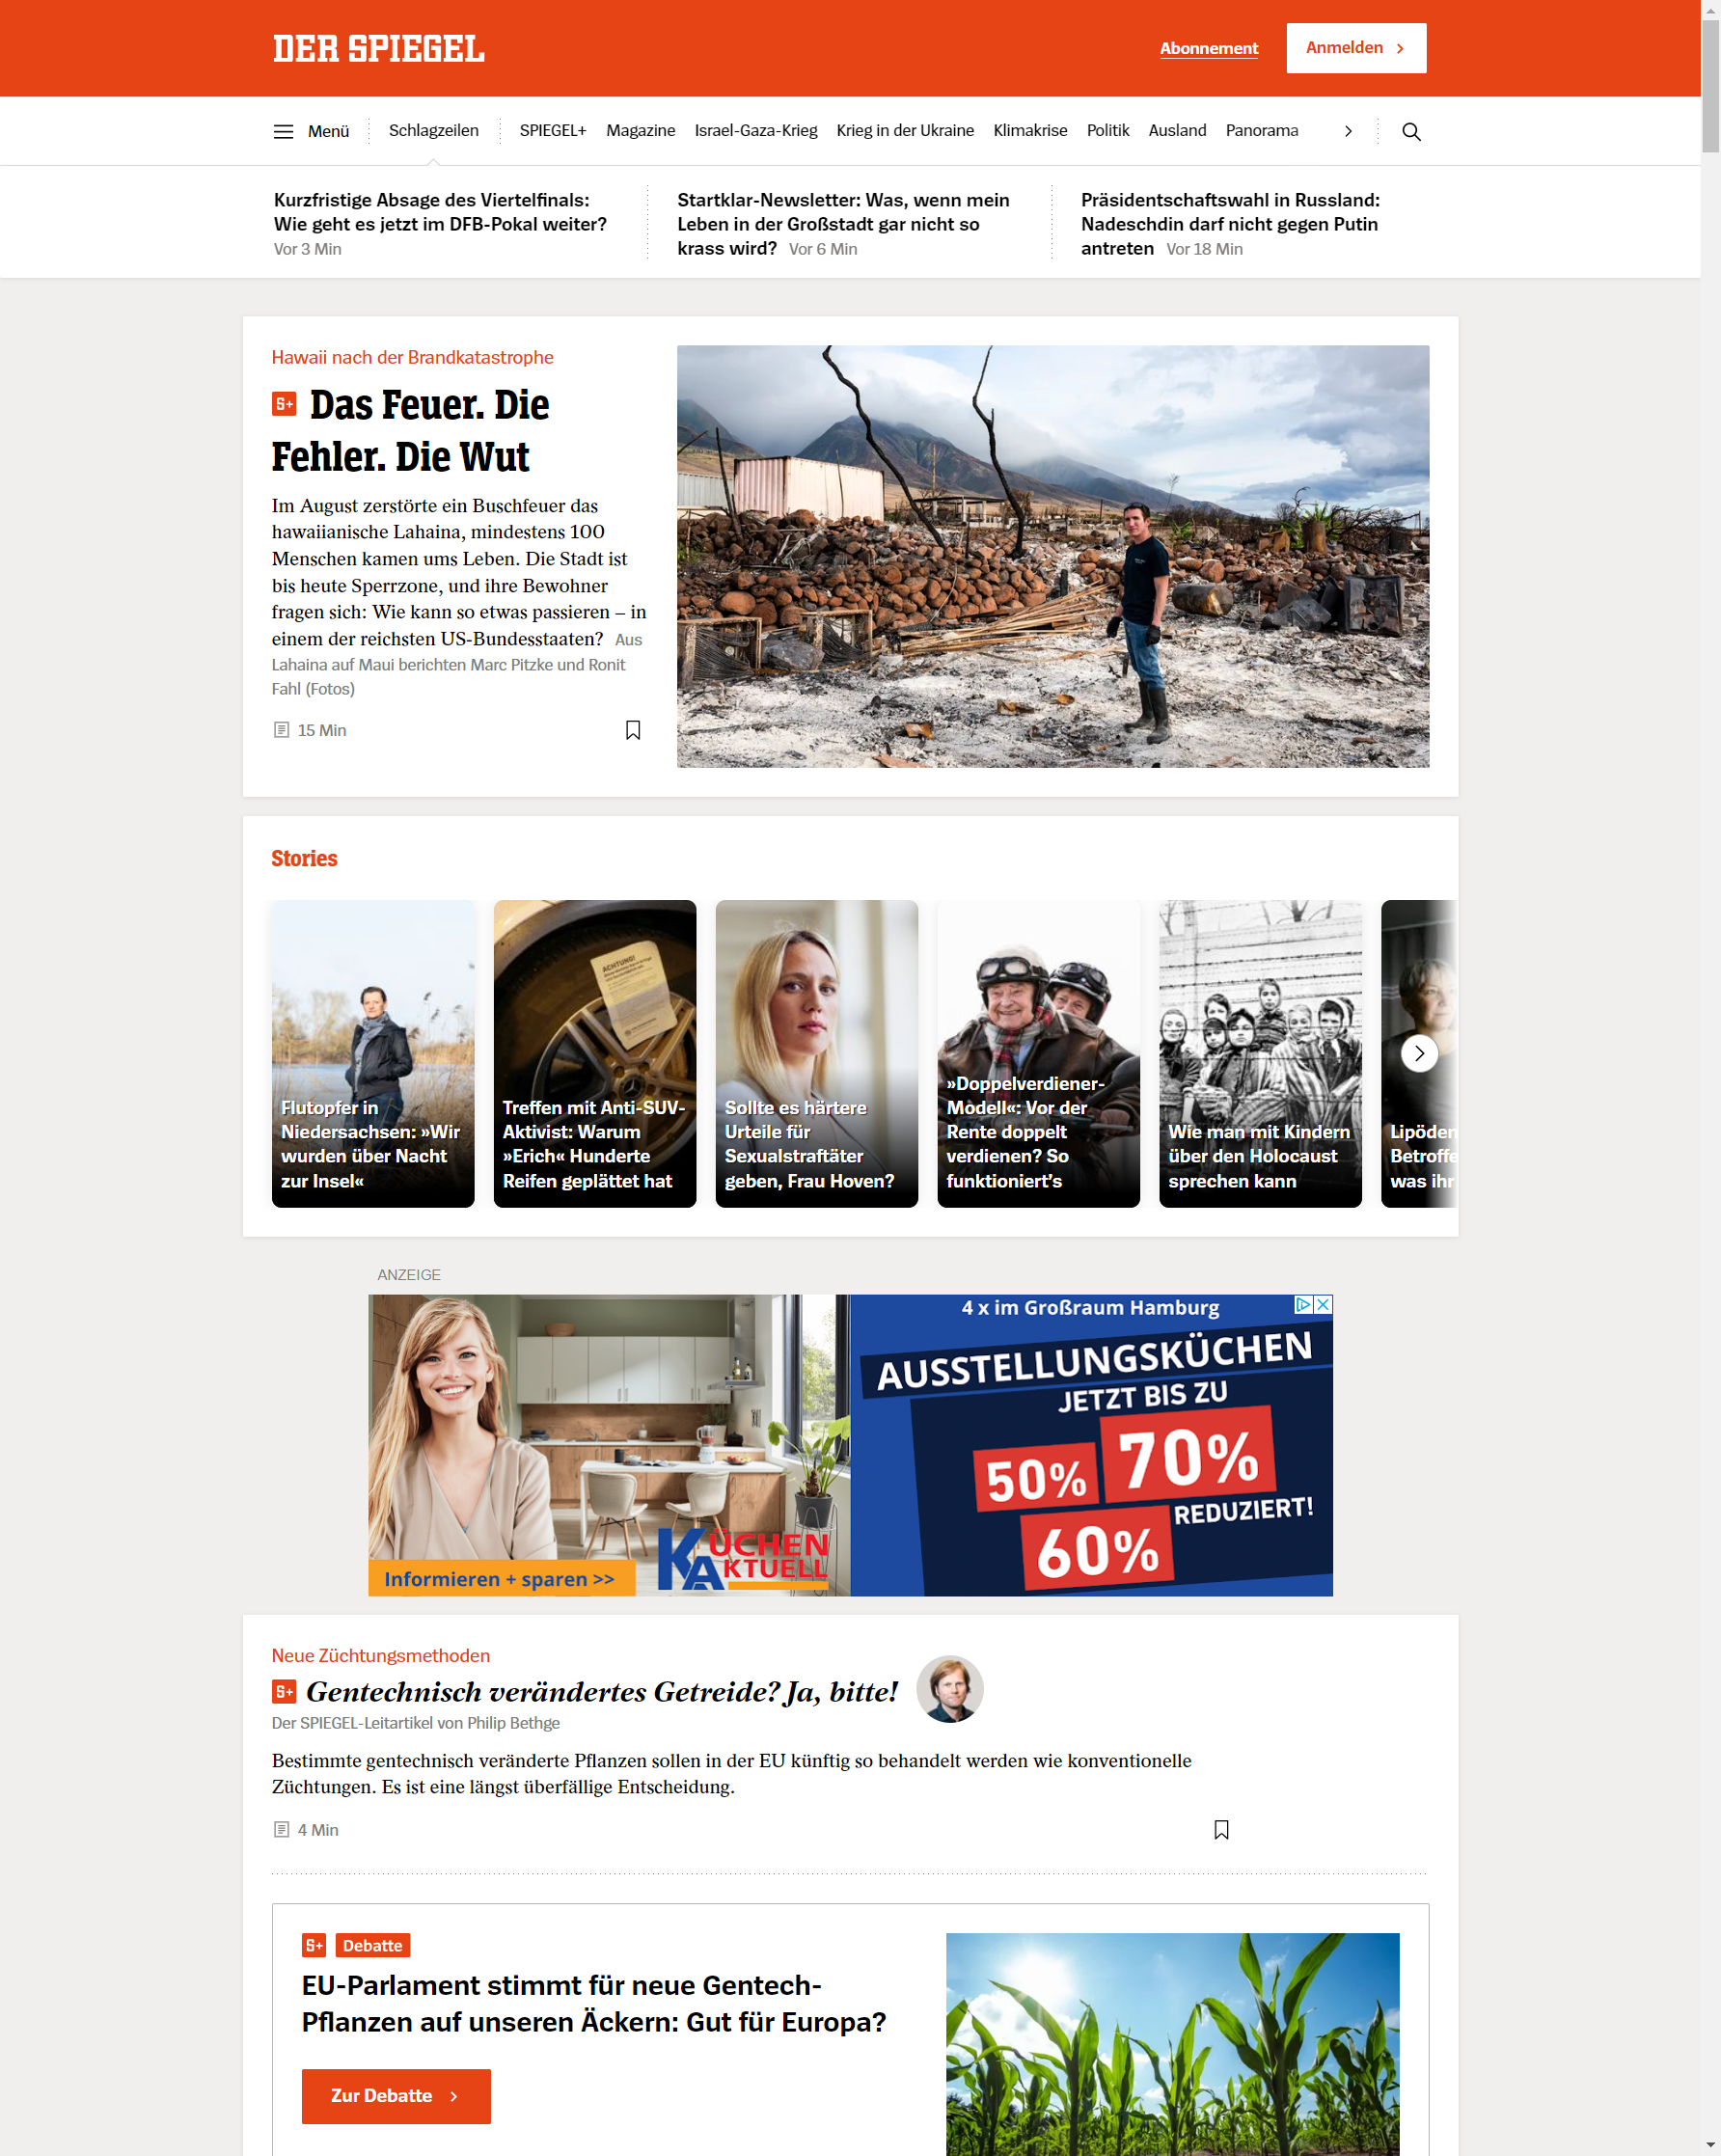 DER SPIEGEL
Abonnement
Anmelden
Menü
Schlagzeilen
SPIEGEL+
Magazine
Israel-Gaza-Krieg
Krieg in der Ukraine
Klimakrise
Politik
Ausland
Panorama
Kurzfristige Absage des Viertelfinals:
Wie geht es jetzt im DFB-Pokal weiter?
Vor 3 Min
Startklar-Newsletter: Was, wenn mein
Leben in der Großstadt gar nicht so
krass wird? Vor 6 Min
Präsidentschaftswahl in Russland:
Nadeschdin darf nicht gegen Putin
antreten Vor 18 Min
Hawaii nach der Brandkatastrophe
S+ Das Feuer. Die
Fehler. Die Wut
Im August zerstörte ein Buschfeuer das
hawaiianische Lahaina, mindestens 100
Menschen kamen ums Leben. Die Stadt ist
bis heute Sperrzone, und ihre Bewohner
fragen sich: Wie kann so etwas passieren – in
einem der reichsten US-Bundesstaaten? Aus
Lahaina auf Maui berichten Marc Pitzke und Ronit
Fahl (Fotos)
15 Min
Stories
Flutopfer in
Niedersachsen: »Wir
wurden über Nacht
zur Insel«
ACHTUNG!
Treffen mit Anti-SUV-
Aktivist: Warum
»Erich« Hunderte
Reifen geplättet hat
Sollte es härtere
Urteile für
Sexualstraftäter
geben, Frau Hoven?
»Doppelverdiener-
Modell«: Vor der
Rente doppelt
verdienen? So
funktioniert's
Wie man mit Kindern
über den Holocaust
sprechen kann
Lipöden
Betroffe
was ihr
ANZEIGE
4 x im Großraum Hamburg
AUSSTELLUNGSKÜCHEN
JETZT BIS ZU
50% 70%
60% REDUZIERT!
KÜCHEN
AKTUELL
Informieren + sparen >>
Neue Züchtungsmethoden
S+ Gentechnisch verändertes Getreide? Ja, bitte!
Der SPIEGEL-Leitartikel von Philip Bethge
Bestimmte gentechnisch veränderte Pflanzen sollen in der EU künftig so behandelt werden wie konventionelle
Züchtungen. Es ist eine längst überfällige Entscheidung.
4 Min
S+ Debatte
EU-Parlament stimmt für neue Gentech-
Pflanzen auf unseren Äckern: Gut für Europa?
Zur Debatte